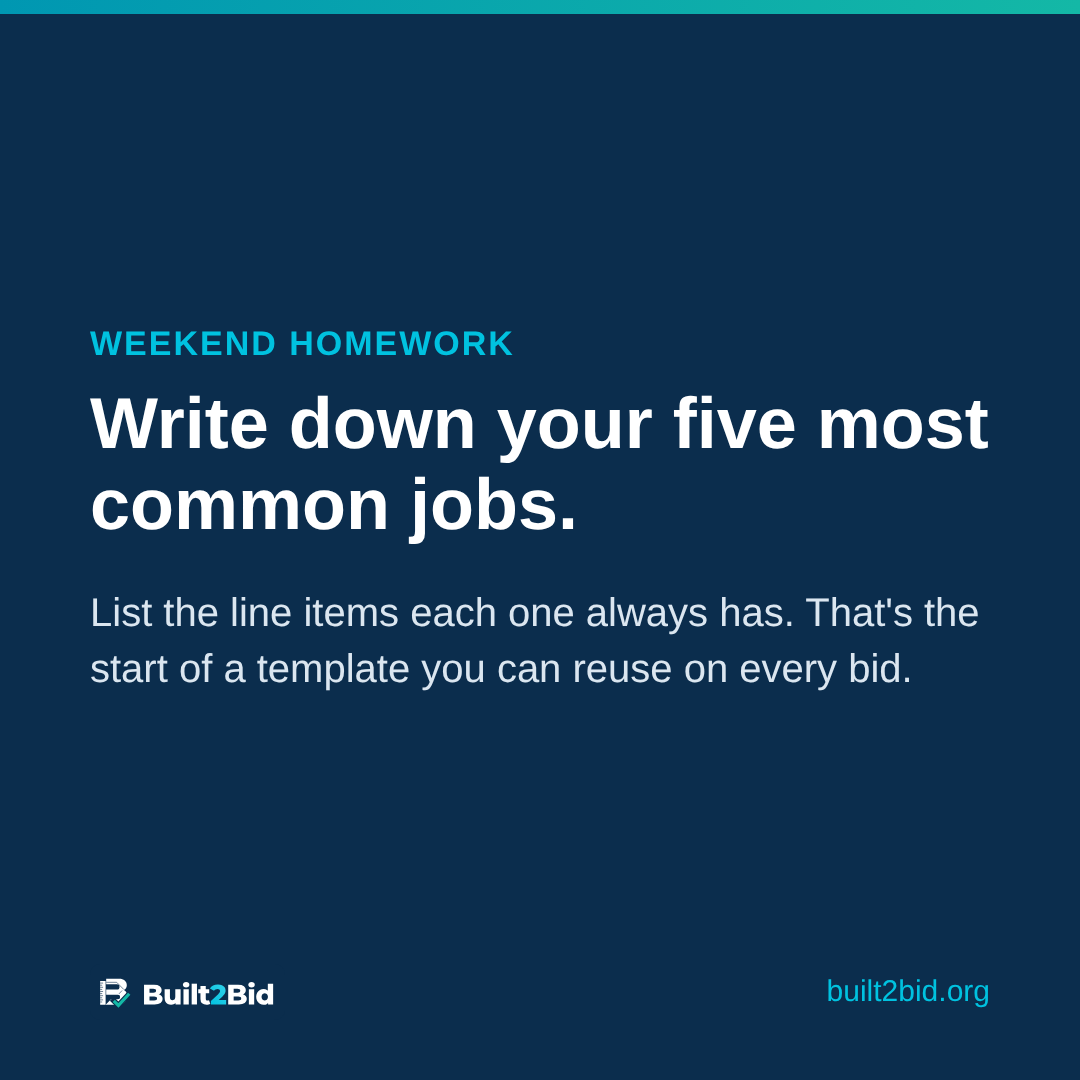 WEEKEND HOMEWORK
Write down your five most
common jobs.
List the line items each one always has. That's the
start of a template you can reuse on every bid.
Built2Bid
built2bid.org